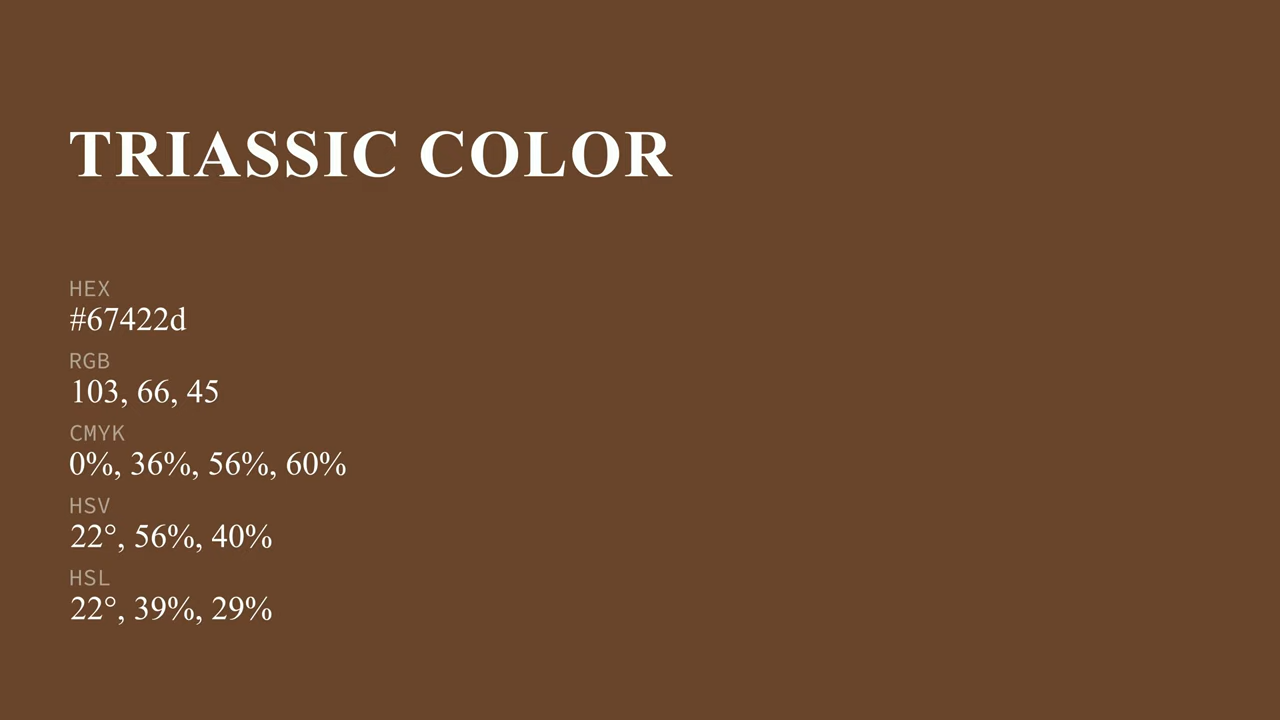 TRIASSIC COLOR
HEX
#67422d
RGB
103, 66, 45
CMYK
0%, 36%, 56%, 60%
HSV
22°, 56%, 40%
HSL
22°, 39%, 29%